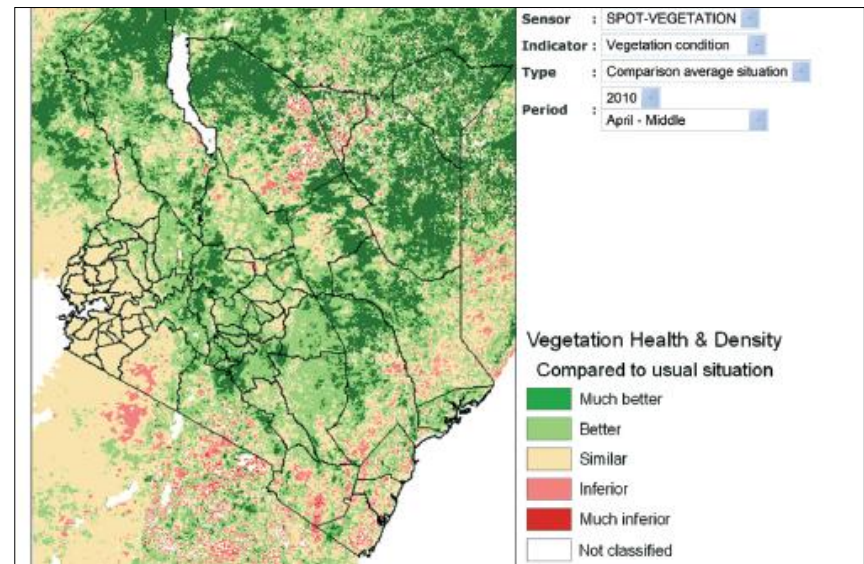 Sensor : SPOT-VEGETATION
Indicator : Vegetation condition
Type : Comparison average situation
Period : 2010
April - Middle
Vegetation Health & Density
Compared to usual situation
Much better
Better
Similar
Inferior
Much inferior
Not classified